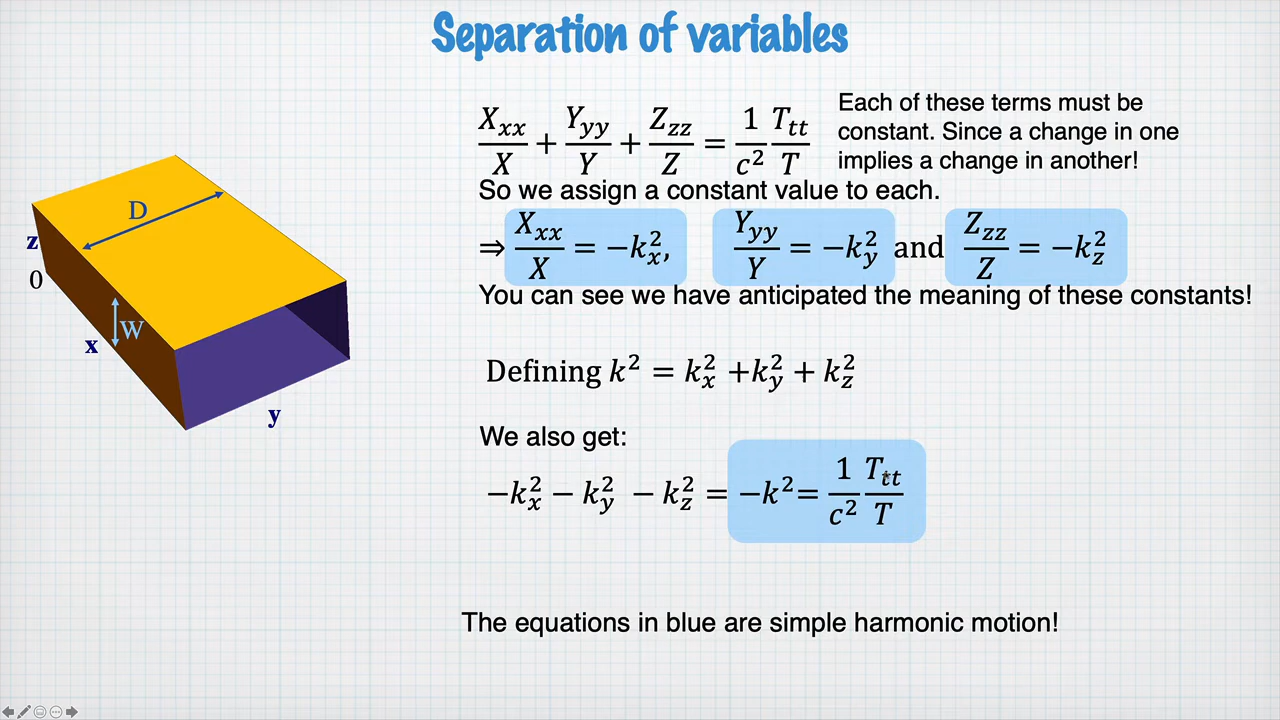 Separation of variables
X_xx/X + Y_yy/Y + Z_zz/Z = 1/c² T_tt/T
Each of these terms must be
constant. Since a change in one
implies a change in another!
So we assign a constant value to each.
⇒ X_xx/X = −k_x², Y_yy/Y = −k_y² and Z_zz/Z = −k_z²
You can see we have anticipated the meaning of these constants!
Defining k² = k_x² +k_y² + k_z²
We also get:
−k_x² − k_y² − k_z² = −k²= 1/c² T_tt/T
The equations in blue are simple harmonic motion!
D
z
0
W
x
y